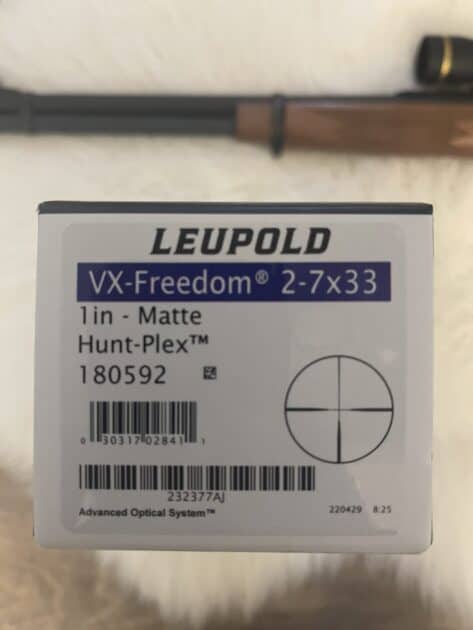 LEUPOLD
VX-Freedom® 2-7x33
1in - Matte
Hunt-Plex™
180592
0 30317 02841 1
232377AJ
Advanced Optical System™ 220429 8:25